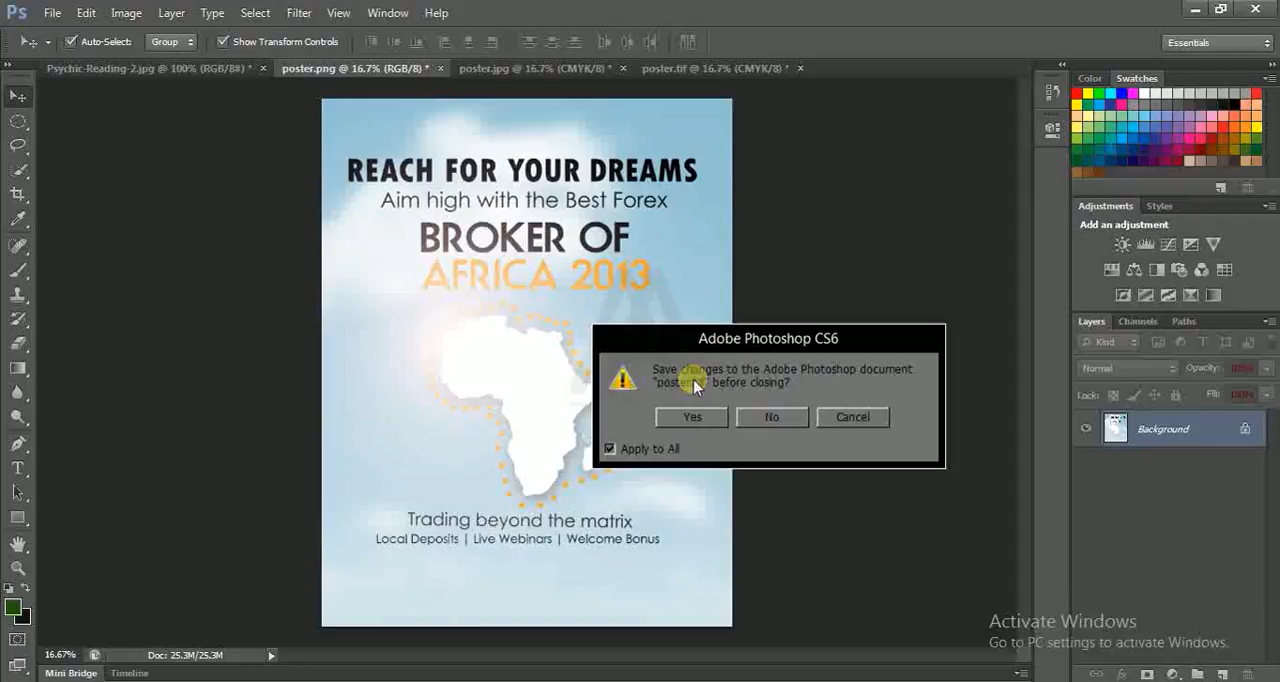 Ps File Edit Image Layer Type Select Filter View Window Help
Auto-Select: Group Show Transform Controls Essentials
Psychic-Reading-2.jpg @ 100% (RGB/8#) * × poster.png @ 16.7% (RGB/8) * × poster.jpg @ 16.7% (CMYK/8) * × poster.tif @ 16.7% (CMYK/8) * ×
Color Swatches
REACH FOR YOUR DREAMS
Aim high with the Best Forex
BROKER OF
AFRICA 2013
Adjustments Styles
Add an adjustment
Layers Channels Paths
Kind
Normal Opacity: 100%
Lock: Fill: 100%
Background
Adobe Photoshop CS6
Save changes to the Adobe Photoshop document
before closing?
Yes No Cancel
Apply to All
Trading beyond the matrix
Local Deposits | Live Webinars | Welcome Bonus
Activate Windows
Go to PC settings to activate Windows.
16.67% Doc: 25.3M/25.3M
Mini Bridge Timeline